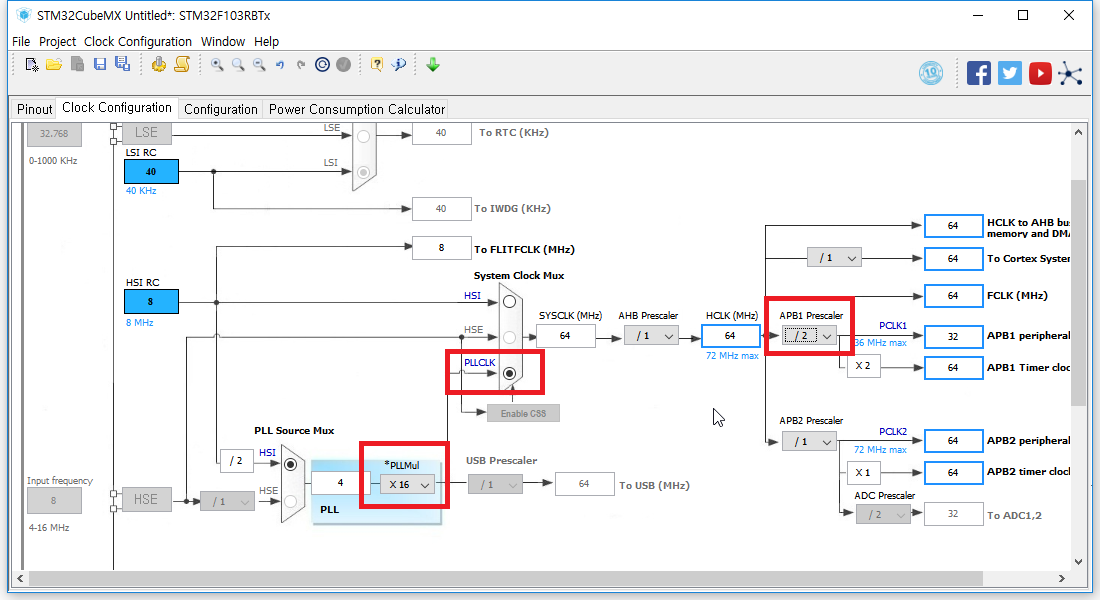 STM32CubeMX Untitled*: STM32F103RBTx
File Project Clock Configuration Window Help
?
10
Pinout Clock Configuration Configuration Power Consumption Calculator
32.768
0-1000 KHz
LSE
LSE
40
To RTC (KHz)
LSI RC
40
40 KHz
LSI
40
To IWDG (KHz)
8
To FLITFCLK (MHz)
HSI RC
8
8 MHz
System Clock Mux
HSI
HSE
PLLCLK
Enable CSS
SYSCLK (MHz)
64
AHB Prescaler
/ 1
HCLK (MHz)
64
72 MHz max
64
HCLK to AHB bu
memory and DMA
/ 1
64
To Cortex System
64
FCLK (MHz)
APB1 Prescaler
/ 2
PCLK1
36 MHz max
32
APB1 peripheral
X 2
64
APB1 Timer cloc
APB2 Prescaler
/ 1
PCLK2
72 MHz max
64
APB2 peripheral
X 1
64
APB2 timer cloc
ADC Prescaler
/ 2
32
To ADC1,2
PLL Source Mux
/ 2
HSI
HSE
Input frequency
8
4-16 MHz
HSE
/ 1
4
*PLLMul
X 16
PLL
USB Prescaler
/ 1
64
To USB (MHz)